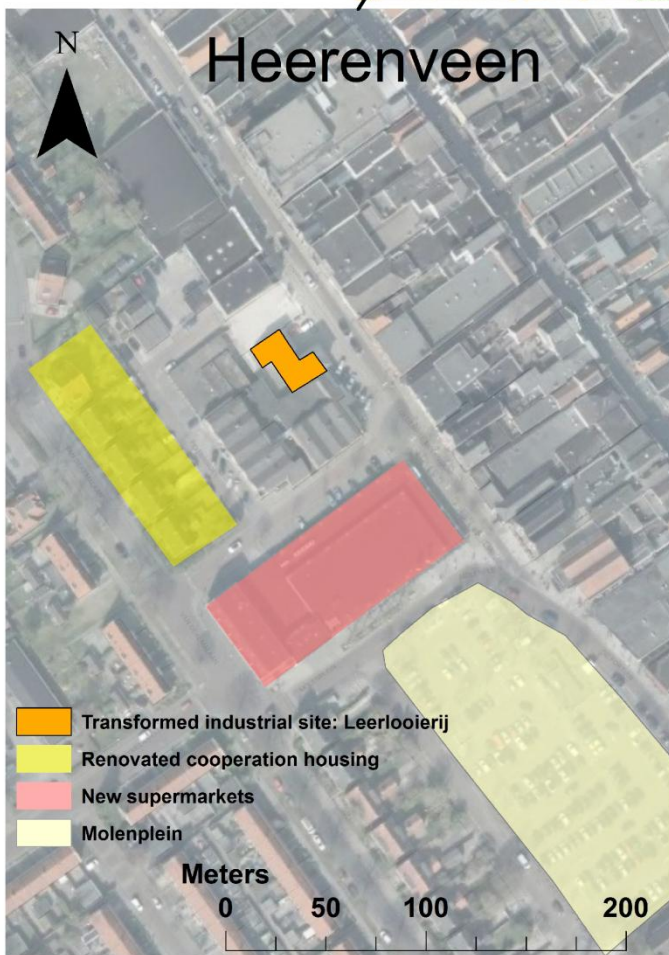 N
Heerenveen
Transformed industrial site: Leerlooierij
Renovated cooperation housing
New supermarkets
Molenplein
Meters
0 50 100 200